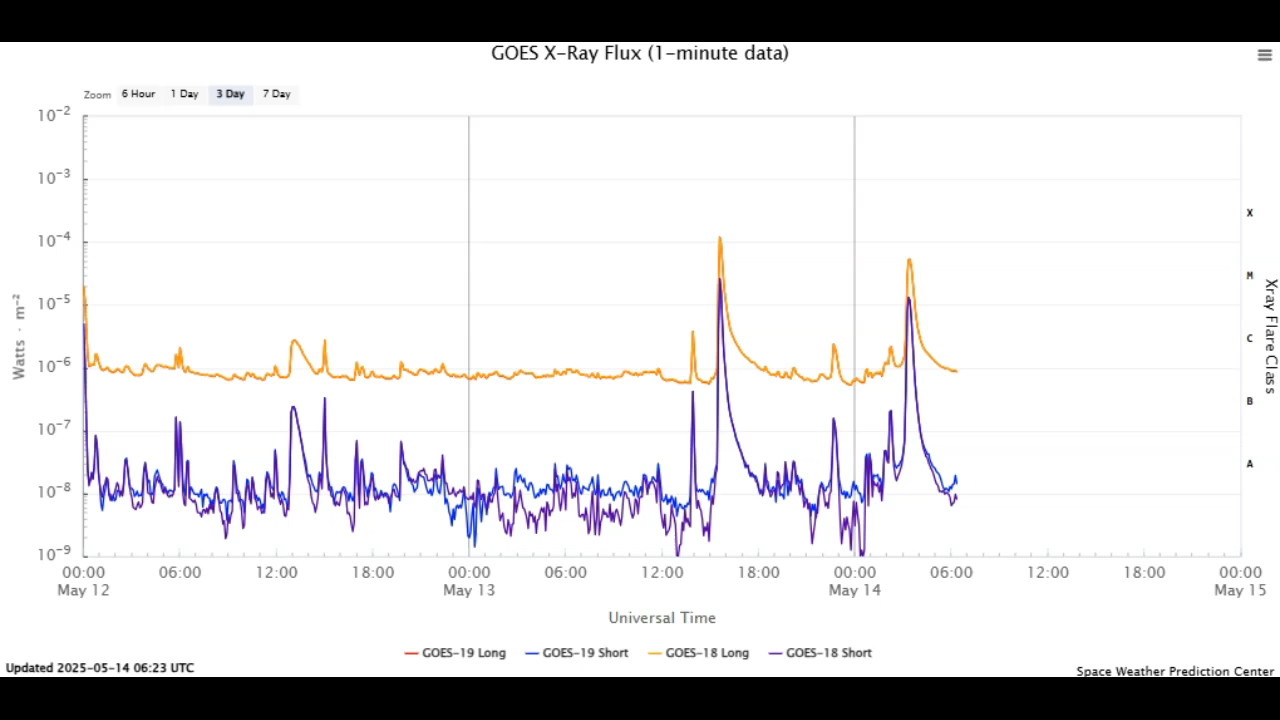 GOES X-Ray Flux (1-minute data)
Zoom 6 Hour 1 Day 3 Day 7 Day
10⁻²
10⁻³
10⁻⁴
10⁻⁵
10⁻⁶
10⁻⁷
10⁻⁸
10⁻⁹
Watts · m⁻²
X
M
C
B
A
Xray Flare Class
00:00 06:00 12:00 18:00 00:00 06:00 12:00 18:00 00:00 06:00 12:00 18:00 00:00
May 12 May 13 May 14 May 15
Universal Time
GOES-19 Long GOES-19 Short GOES-18 Long GOES-18 Short
Updated 2025-05-14 06:23 UTC
Space Weather Prediction Center